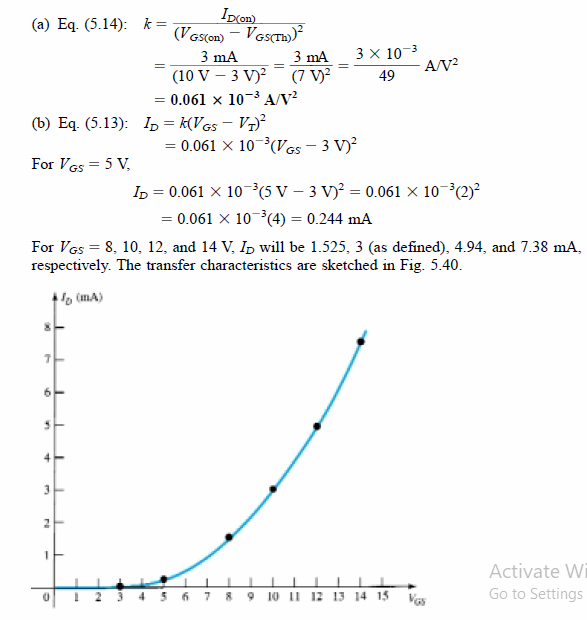 (a) Eq. (5.14): k = I_D(on) / (V_GS(on) − V_GS(Th))²
= 3 mA / (10 V − 3 V)² = 3 mA / (7 V)² = 3 × 10⁻³ / 49 A/V²
= 0.061 × 10⁻³ A/V²
(b) Eq. (5.13): I_D = k(V_GS − V_T)²
= 0.061 × 10⁻³(V_GS − 3 V)²
For V_GS = 5 V,
I_D = 0.061 × 10⁻³(5 V − 3 V)² = 0.061 × 10⁻³(2)²
= 0.061 × 10⁻³(4) = 0.244 mA
For V_GS = 8, 10, 12, and 14 V, I_D will be 1.525, 3 (as defined), 4.94, and 7.38 mA,
respectively. The transfer characteristics are sketched in Fig. 5.40.
I_D (mA)
8
7
6
5
4
3
2
1
0 1 2 3 4 5 6 7 8 9 10 11 12 13 14 15 V_GS
Activate Wi
Go to Settings